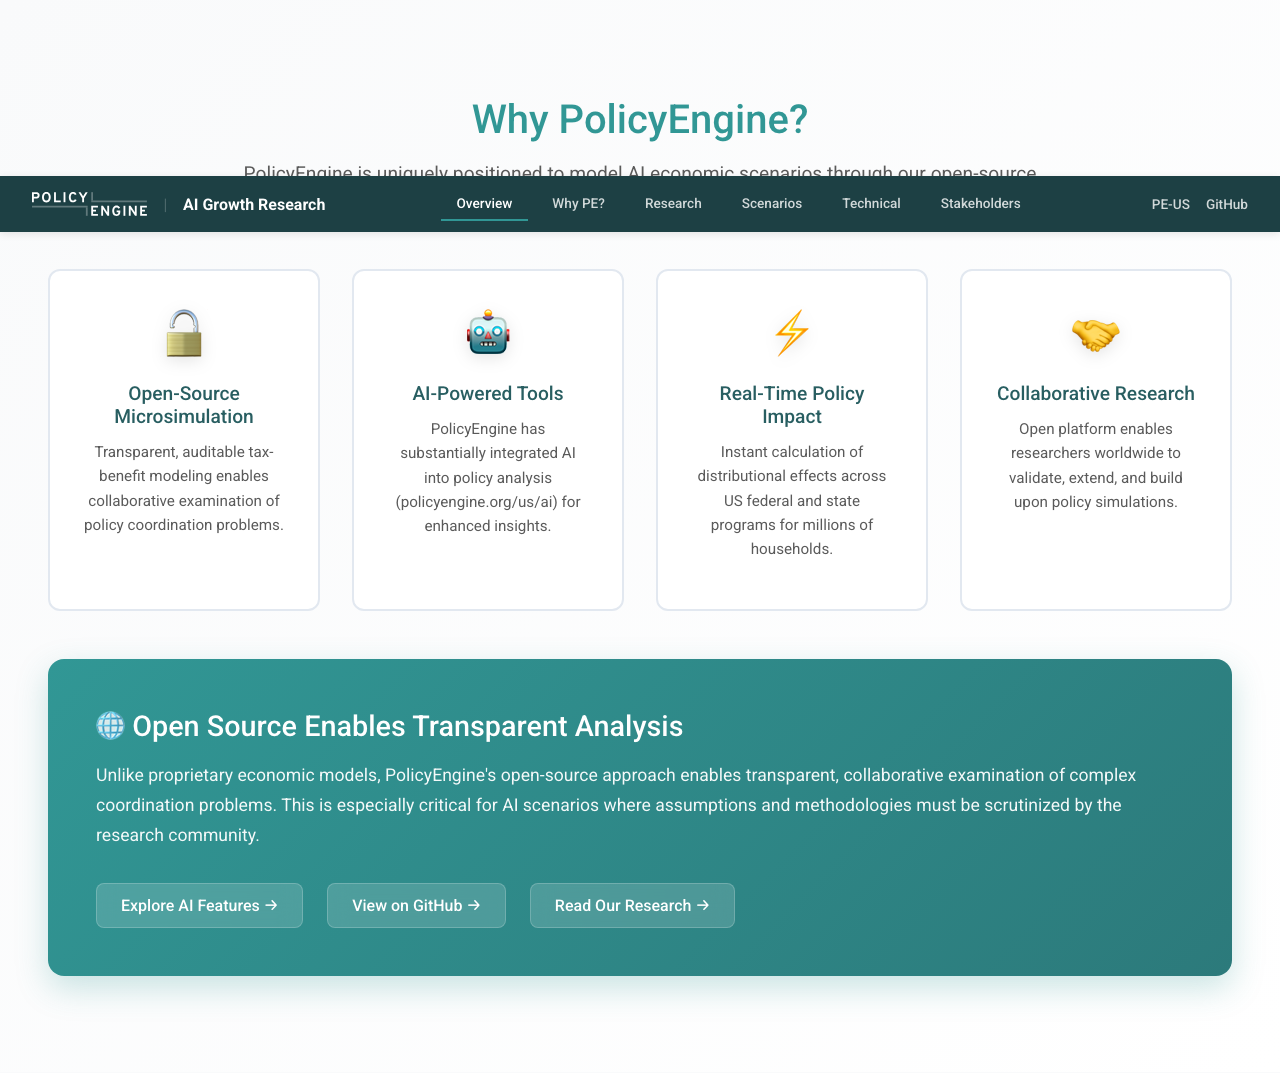 Why PolicyEngine?
PolicyEngine is uniquely positioned to model AI economic scenarios through our open-source
POLICY
ENGINE
AI Growth Research
Overview
Why PE?
Research
Scenarios
Technical
Stakeholders
PE-US
GitHub
Open-Source
Microsimulation
Transparent, auditable tax-
benefit modeling enables
collaborative examination of
policy coordination problems.
AI-Powered Tools
PolicyEngine has
substantially integrated AI
into policy analysis
(policyengine.org/us/ai) for
enhanced insights.
Real-Time Policy
Impact
Instant calculation of
distributional effects across
US federal and state
programs for millions of
households.
Collaborative Research
Open platform enables
researchers worldwide to
validate, extend, and build
upon policy simulations.
Open Source Enables Transparent Analysis
Unlike proprietary economic models, PolicyEngine's open-source approach enables transparent, collaborative examination of complex
coordination problems. This is especially critical for AI scenarios where assumptions and methodologies must be scrutinized by the
research community.
Explore AI Features →
View on GitHub →
Read Our Research →